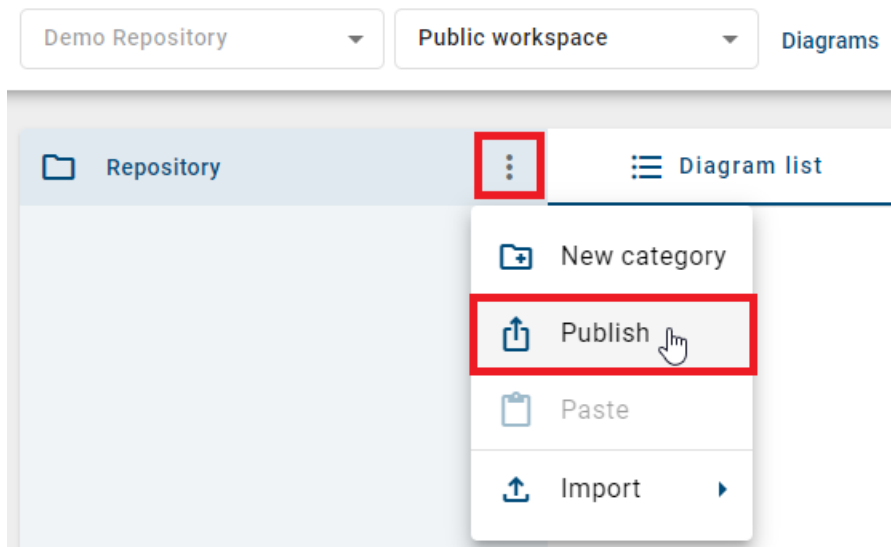 Demo Repository
Public workspace
Diagrams
Repository
Diagram list
New category
Publish
Paste
Import